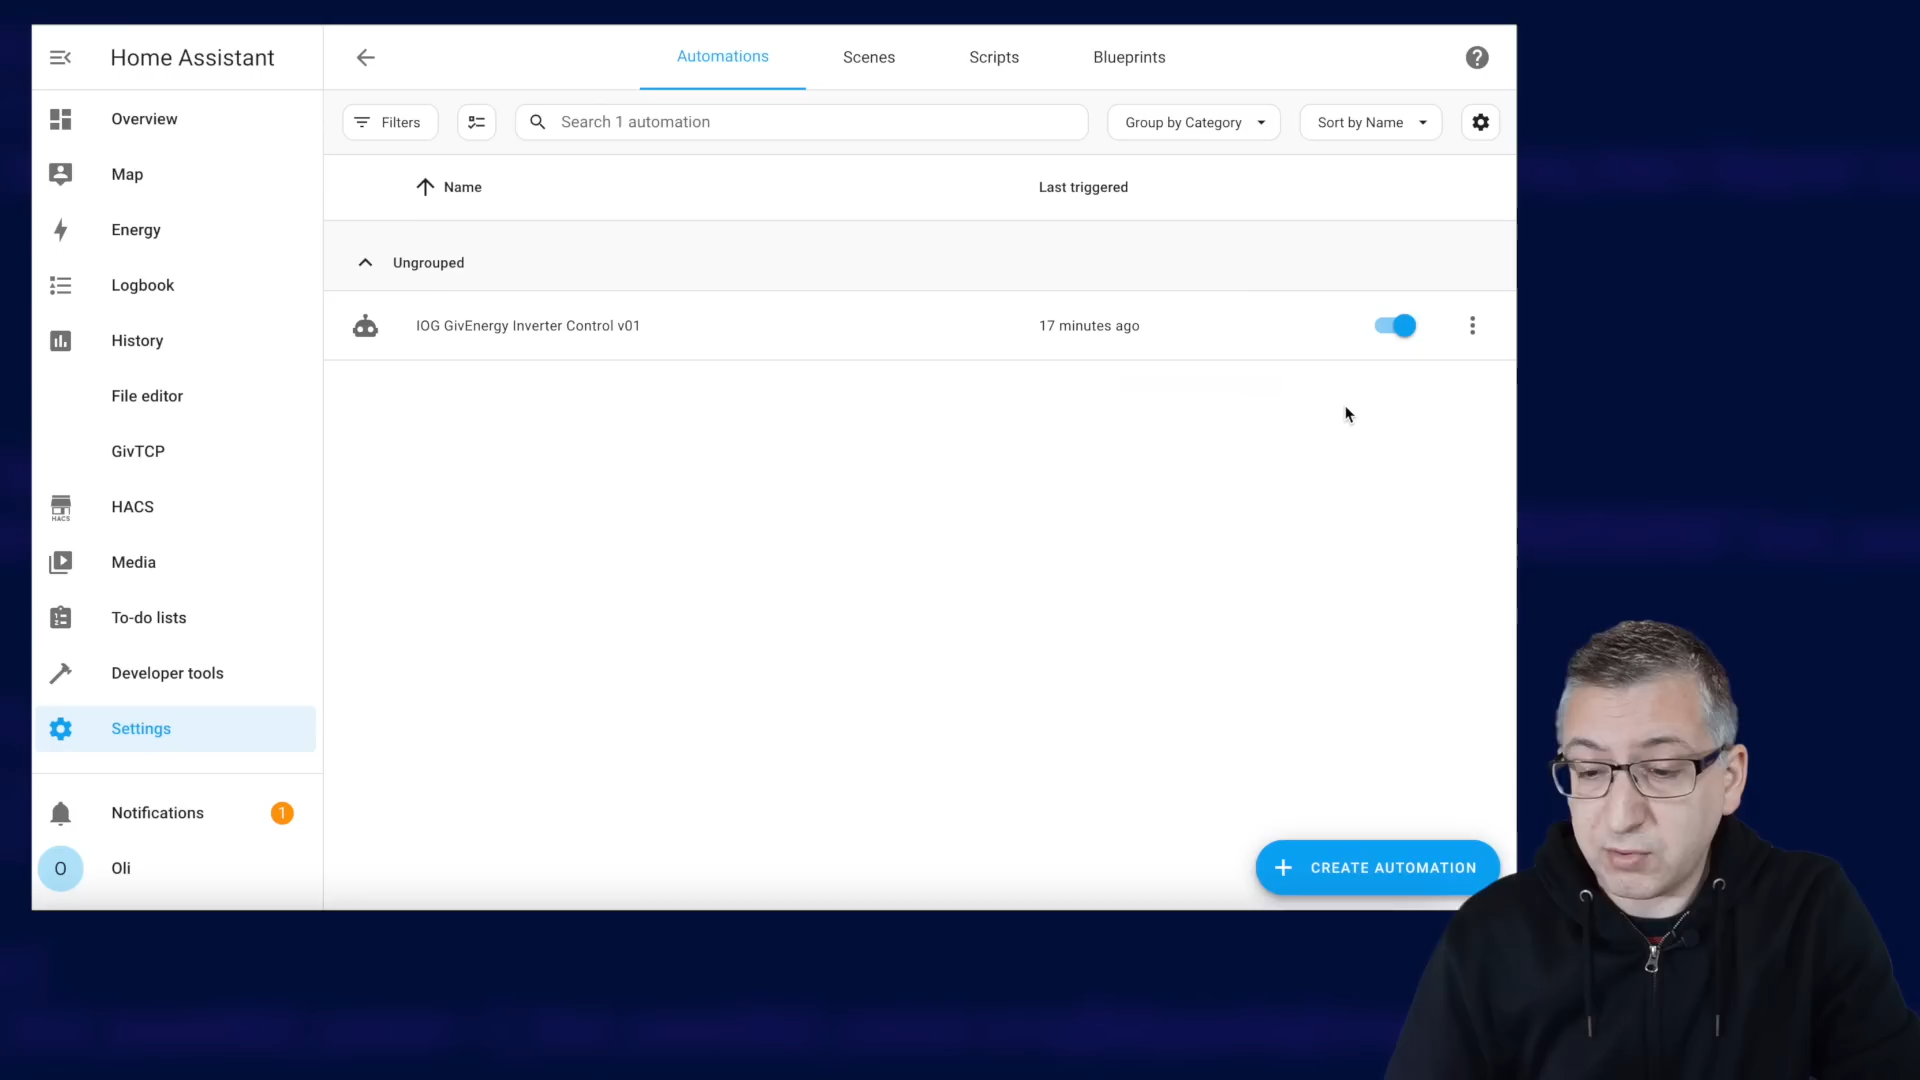 Home Assistant
Automations
Scenes
Scripts
Blueprints
Overview
Map
Energy
Logbook
History
File editor
GivTCP
HACS
HACS
Media
To-do lists
Developer tools
Settings
Notifications
1
O
Oli
Filters
Search 1 automation
Group by Category
Sort by Name
Name
Last triggered
Ungrouped
IOG GivEnergy Inverter Control v01
17 minutes ago
CREATE AUTOMATION